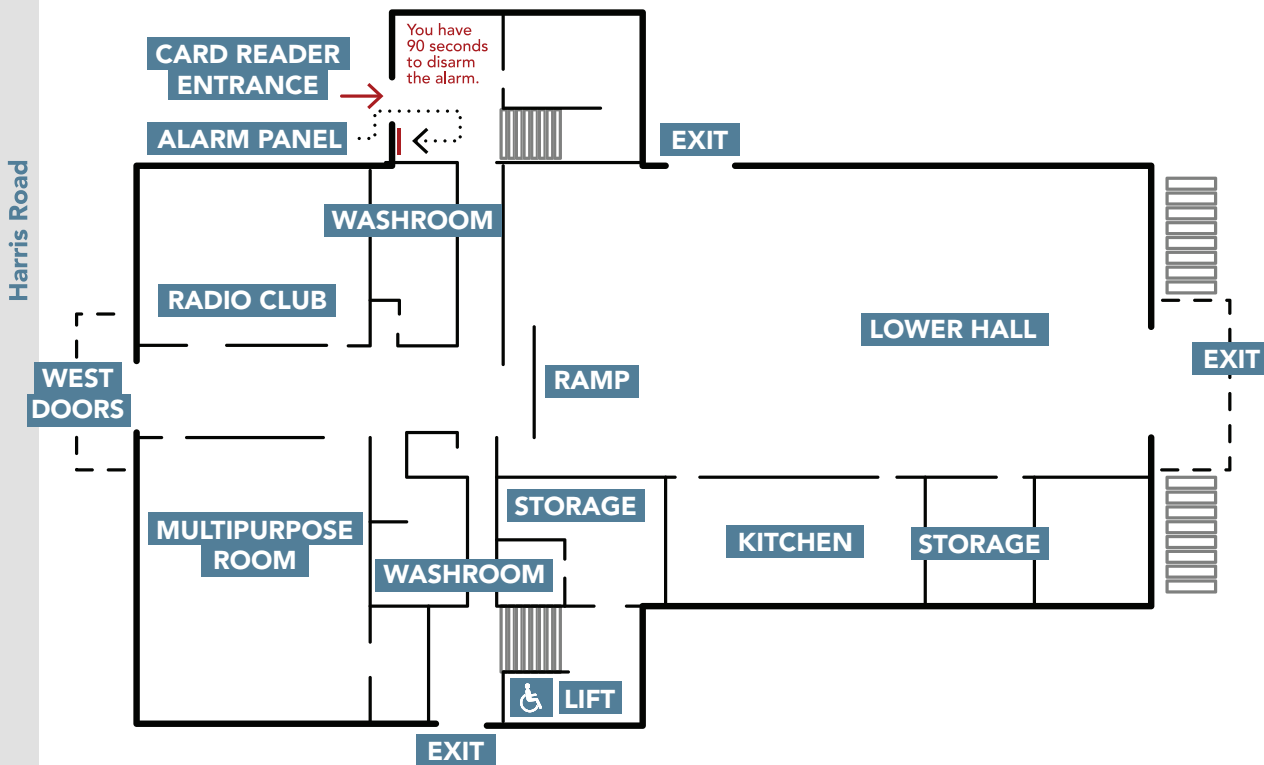 You have
90 seconds
to disarm
the alarm.
CARD READER
ENTRANCE
ALARM PANEL
EXIT
Harris Road
WASHROOM
RADIO CLUB
LOWER HALL
EXIT
WEST
DOORS
RAMP
STORAGE
MULTIPURPOSE
ROOM
KITCHEN
STORAGE
WASHROOM
LIFT
EXIT